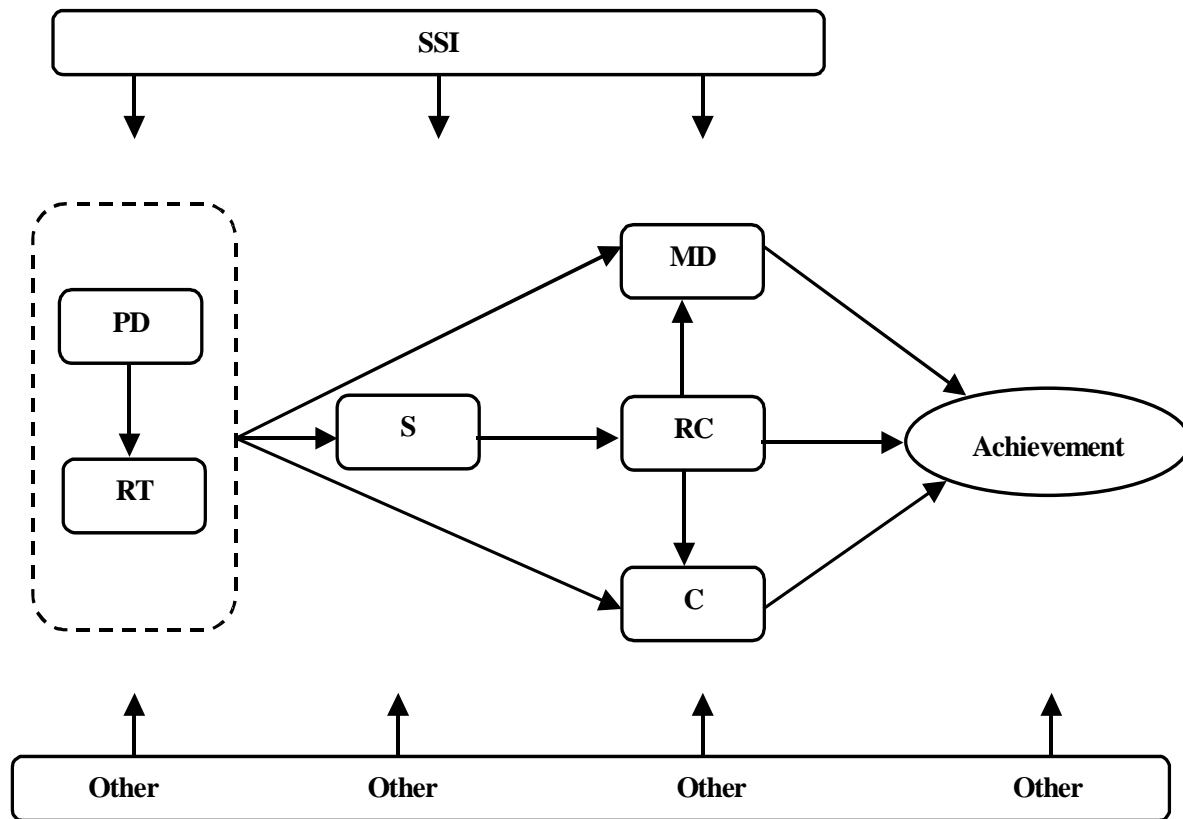 SSI
MD
PD
S
RC
Achievement
RT
C
Other
Other
Other
Other